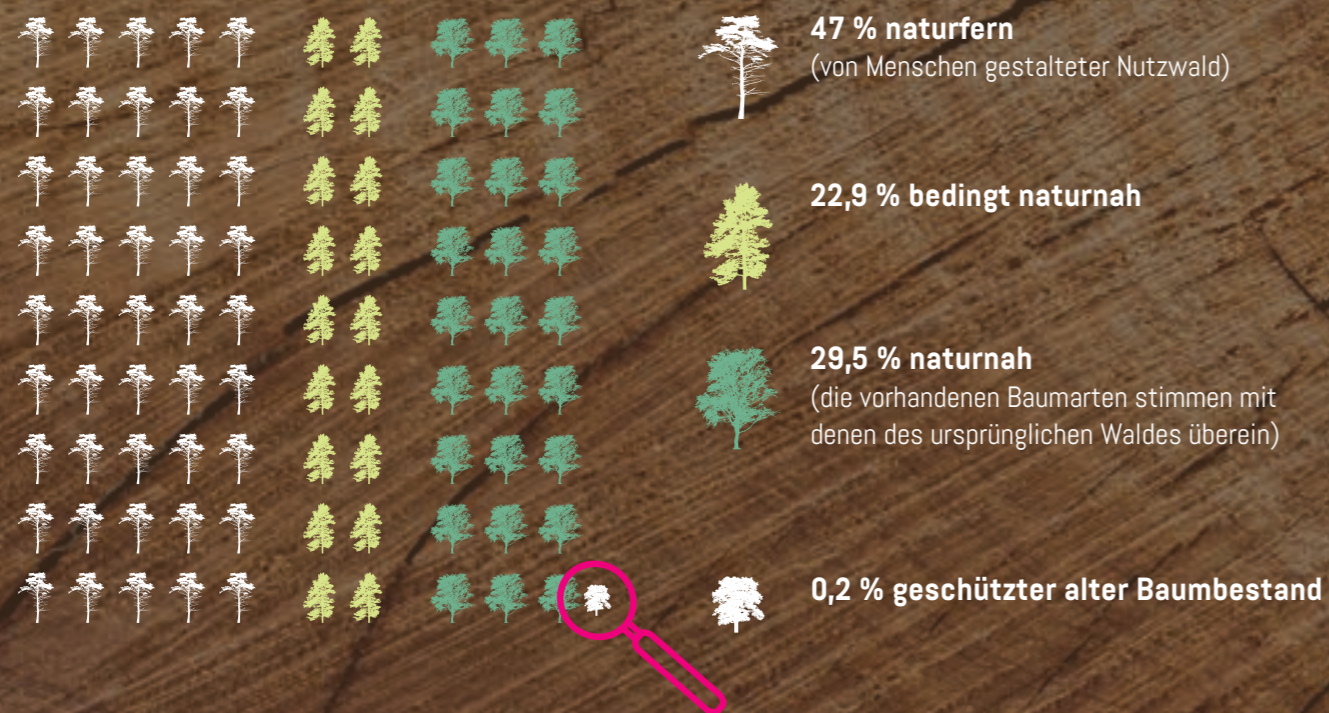 47 % naturfern
(von Menschen gestalteter Nutzwald)
22,9 % bedingt naturnah
29,5 % naturnah
(die vorhandenen Baumarten stimmen mit
denen des ursprünglichen Waldes überein)
0,2 % geschützter alter Baumbestand